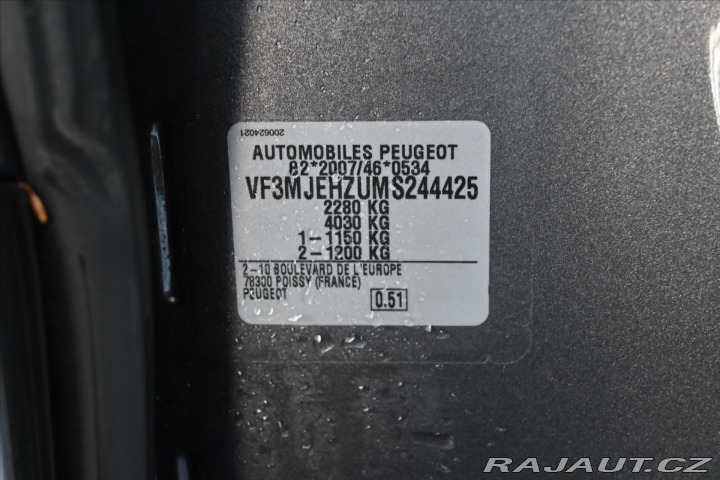 200624021
AUTOMOBILES PEUGEOT
82*2007/46*0534
VF3MJEHZUMS244425
2280 KG
4030 KG
1-1150 KG
2-1200 KG
2-10 BOULEVARD DE L'EUROPE
78300 POISSY (FRANCE)
PEUGEOT
0.51
RAJAUT.CZ